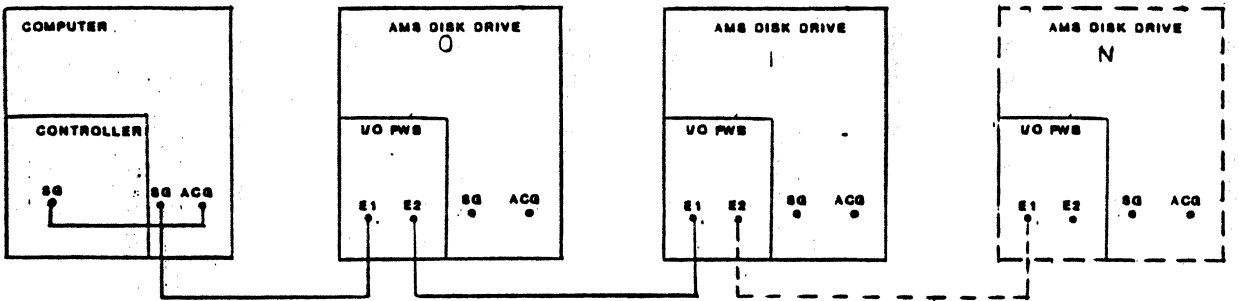 COMPUTER
CONTROLLER
SG
SG ACG
AMS DISK DRIVE
0
I/O PWB
E1 E2
SG ACG
AMS DISK DRIVE
1
I/O PWB
E1 E2
SG ACG
AMS DISK DRIVE
N
I/O PWB
E1 E2
SG ACG